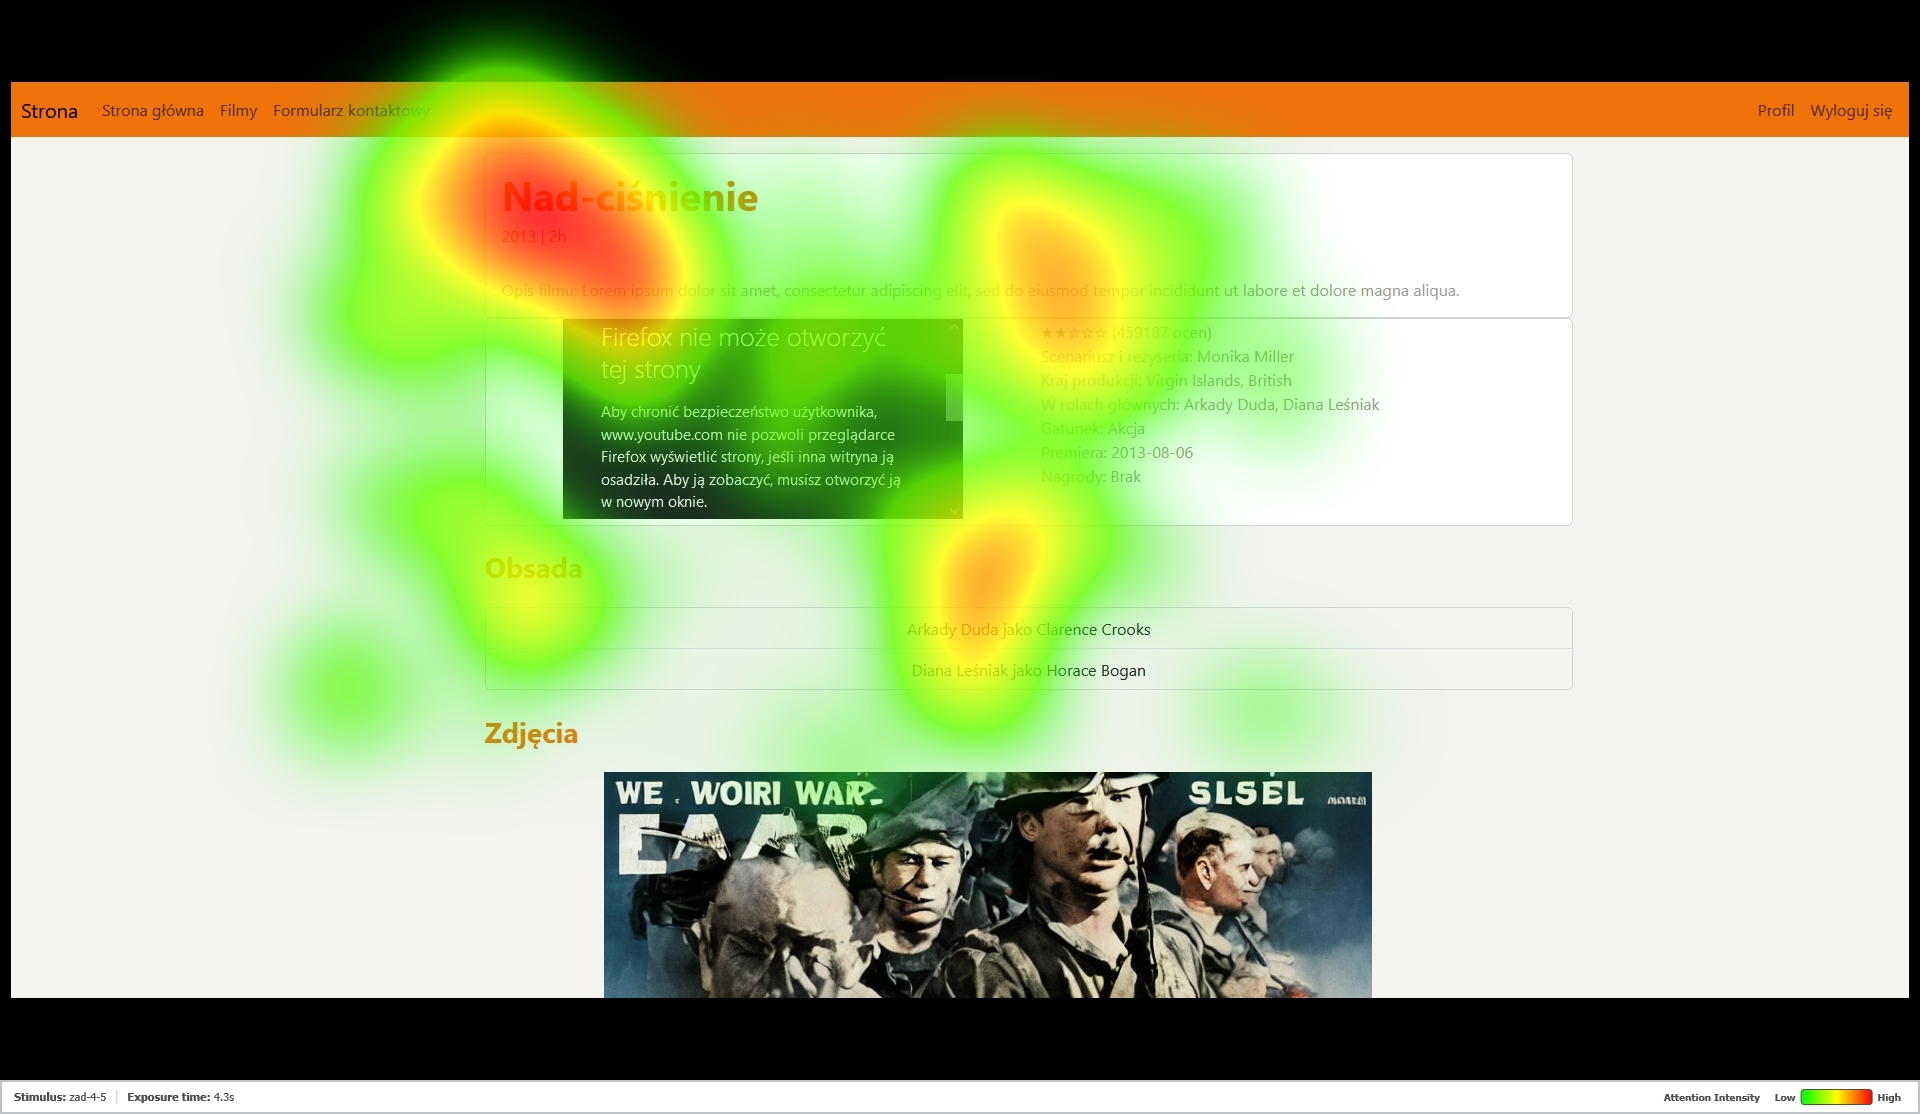 Strona Strona główna Filmy Formularz kontaktowy Profil Wyloguj się
Nad-ciśnienie
2013 | 2h
Opis filmu: Lorem ipsum dolor sit amet, consectetur adipiscing elit, sed do eiusmod tempor incididunt ut labore et dolore magna aliqua.
Firefox nie może otworzyć
tej strony
Aby chronić bezpieczeństwo użytkownika,
www.youtube.com nie pozwoli przeglądarce
Firefox wyświetlić strony, jeśli inna witryna ją
osadziła. Aby ją zobaczyć, musisz otworzyć ją
w nowym oknie.
★★☆☆☆ (459187 ocen)
Scenariusz i reżyseria: Monika Miller
Kraj produkcji: Virgin Islands, British
W rolach głównych: Arkady Duda, Diana Leśniak
Gatunek: Akcja
Premiera: 2013-08-06
Nagrody: Brak
Obsada
Arkady Duda jako Clarence Crooks
Diana Leśniak jako Horace Bogan
Zdjęcia
WE WOIRI WAR SLSEL
Stimulus: zad-4-5 | Exposure time: 4.3s Attention Intensity Low High